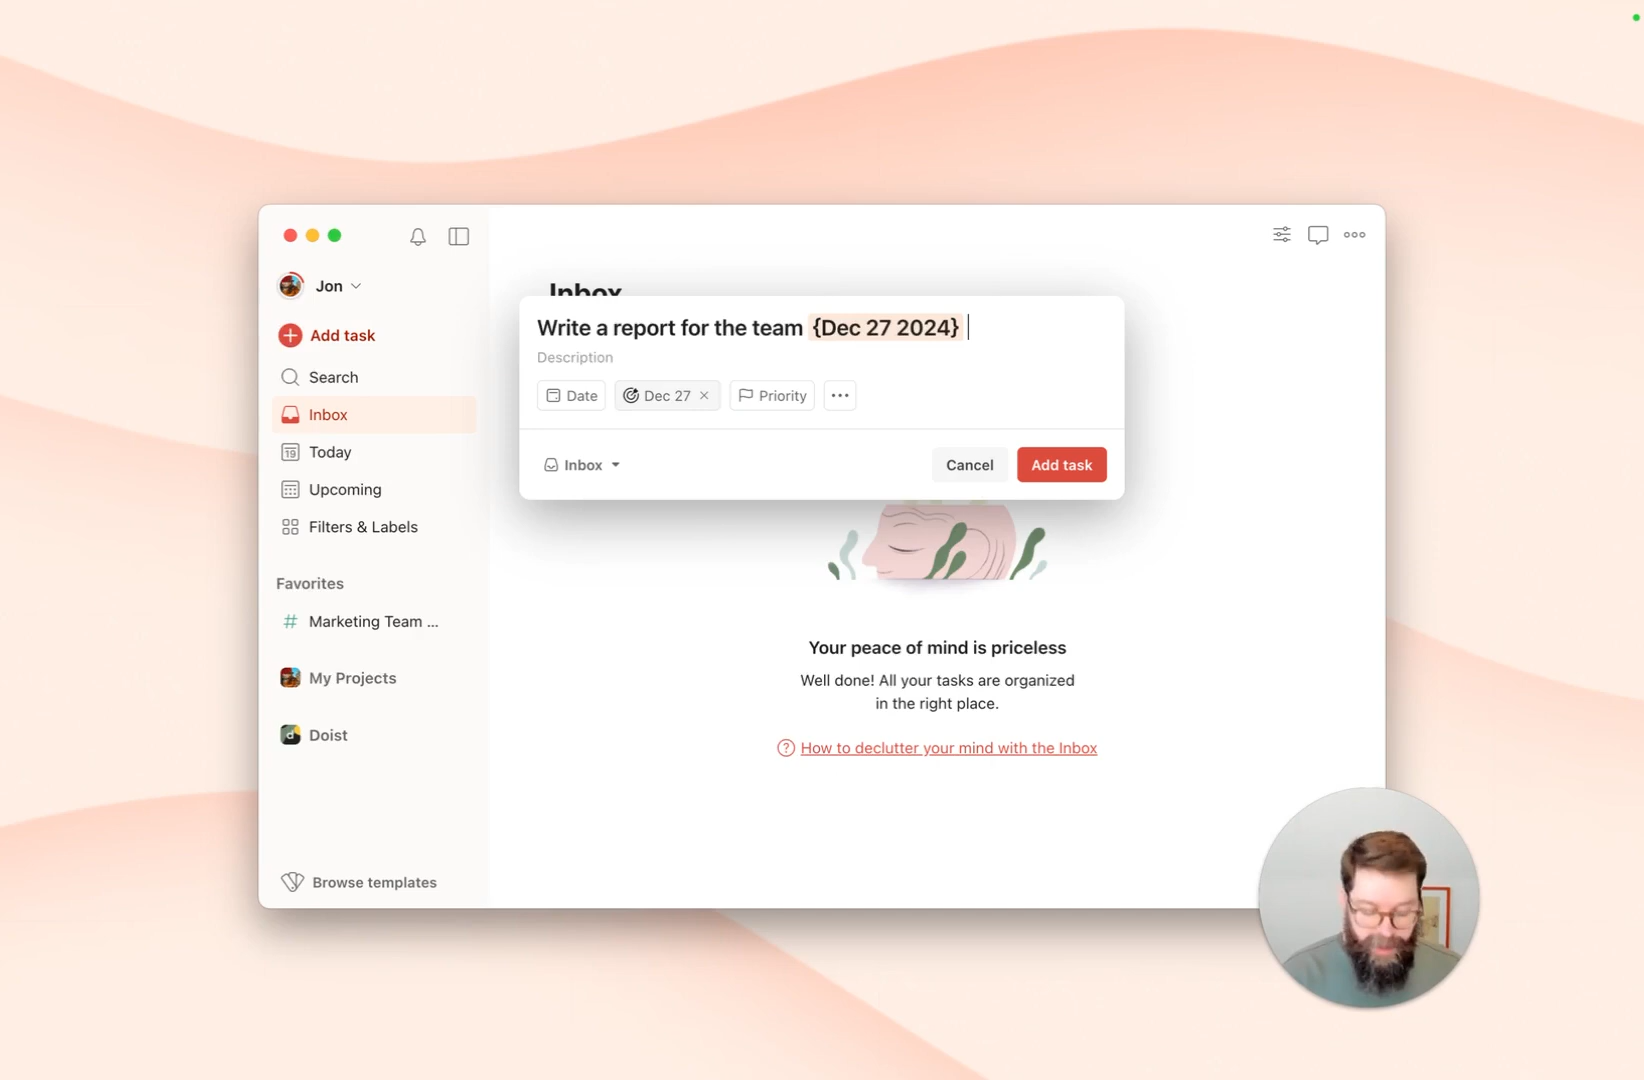 Jon
Add task
Search
Inbox
19 Today
Upcoming
Filters & Labels
Favorites
# Marketing Team ...
My Projects
d Doist
Browse templates
Inbox
Write a report for the team {Dec 27 2024}
Description
Date Dec 27 × Priority ...
Inbox Cancel Add task
Your peace of mind is priceless
Well done! All your tasks are organized
in the right place.
? How to declutter your mind with the Inbox